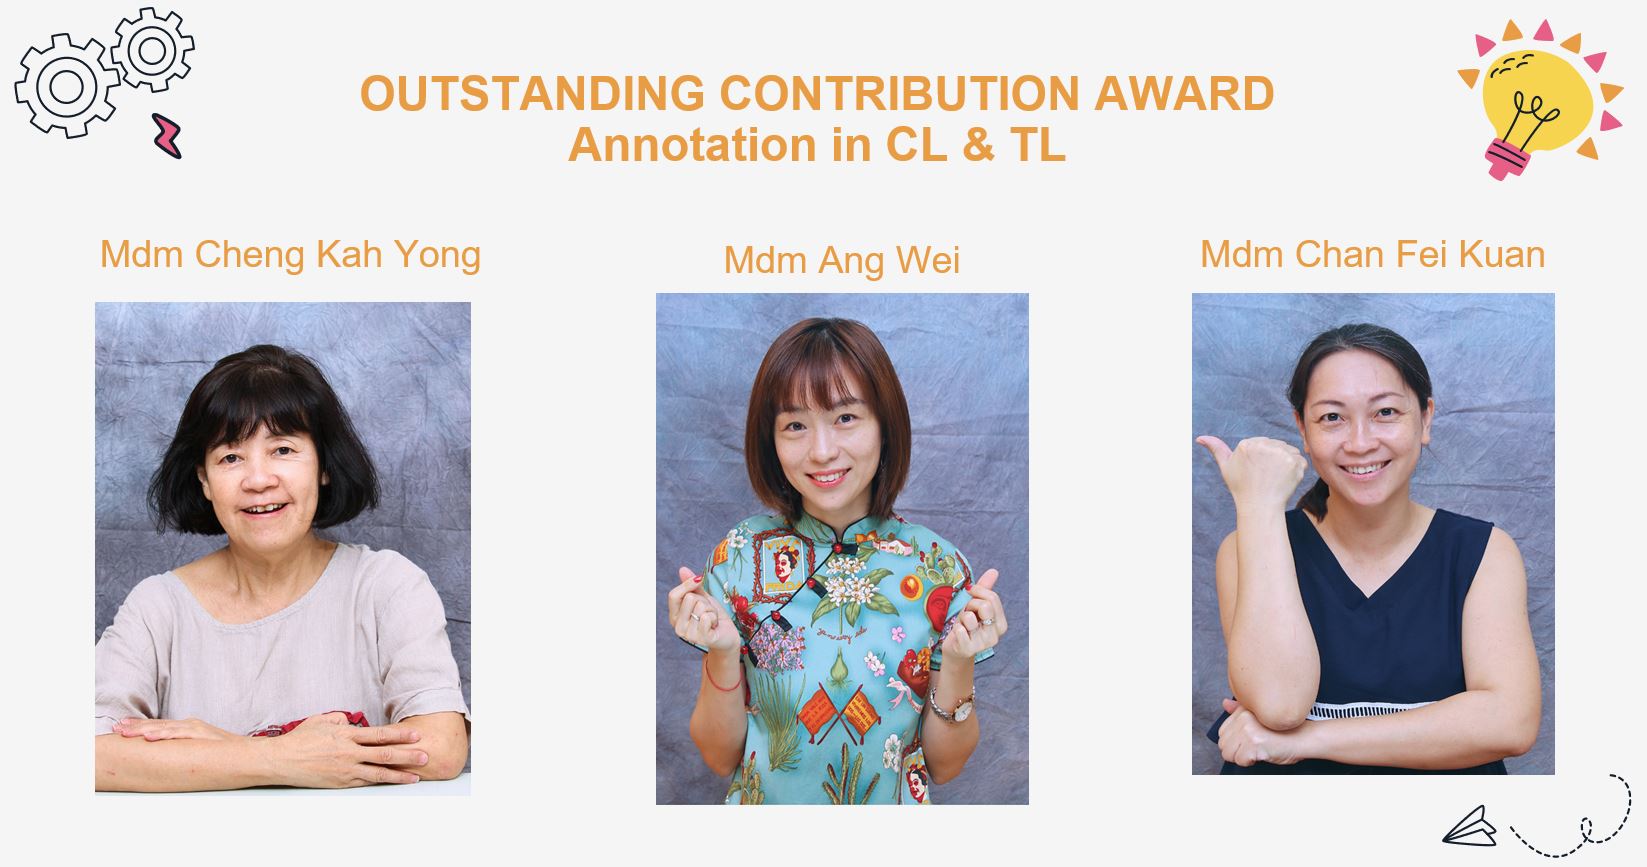 OUTSTANDING CONTRIBUTION AWARD
Annotation in CL & TL
Mdm Cheng Kah Yong
Mdm Ang Wei
Mdm Chan Fei Kuan